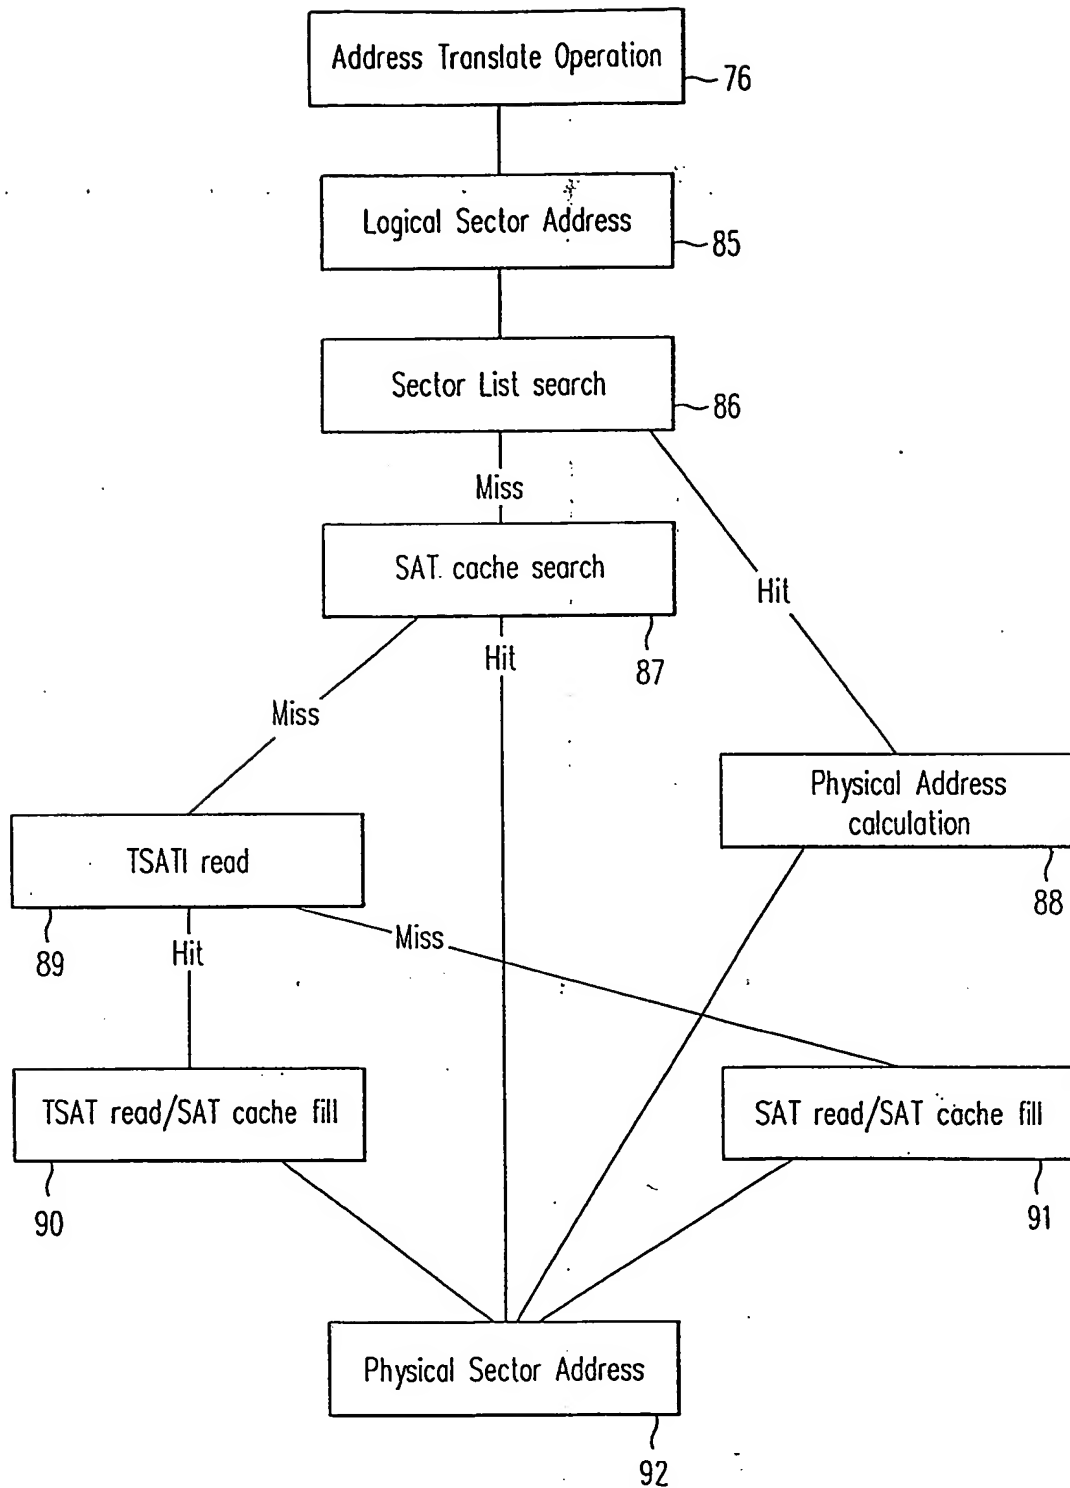 Address Translate Operation
76
Logical Sector Address
85
Sector List search
86
Miss
SAT cache search
Hit
Hit
87
Miss
Physical Address
calculation
TSATI read
88
Miss
89
Hit
TSAT read/SAT cache fill
SAT read/SAT cache fill
90
91
Physical Sector Address
92